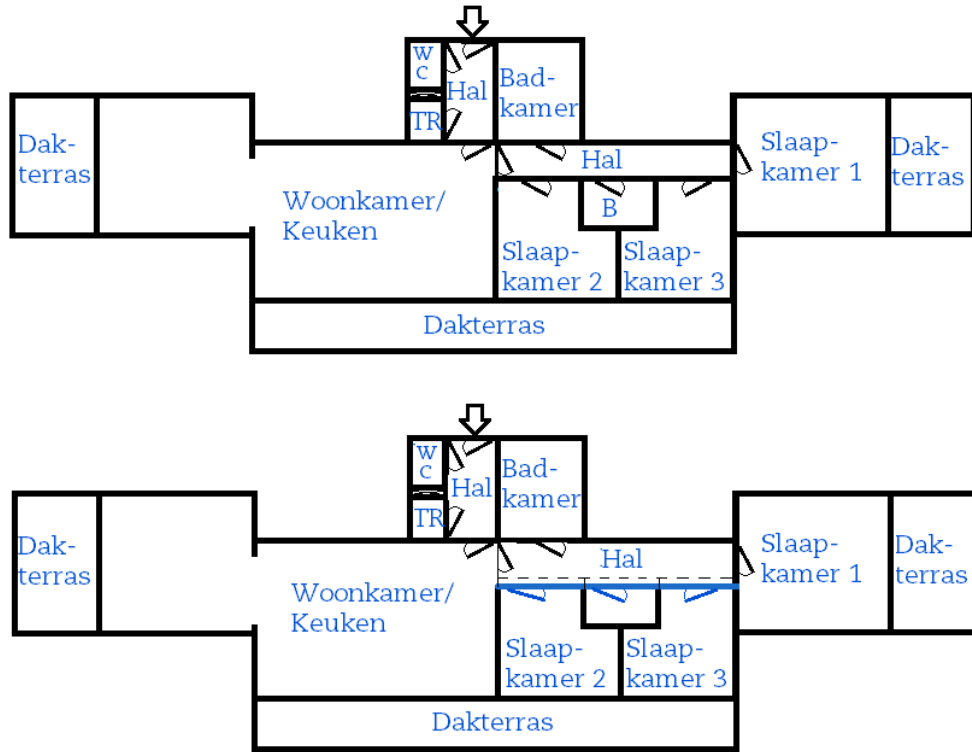 w
c
Hal
Bad-
kamer
TR
Dak-
terras
Hal
Slaap-
kamer 1
Dak-
terras
Woonkamer/
Keuken
B
Slaap-
kamer 2
Slaap-
kamer 3
Dakterras
w
c
Hal
Bad-
kamer
TR
Dak-
terras
Hal
Slaap-
kamer 1
Dak-
terras
Woonkamer/
Keuken
Slaap-
kamer 2
Slaap-
kamer 3
Dakterras